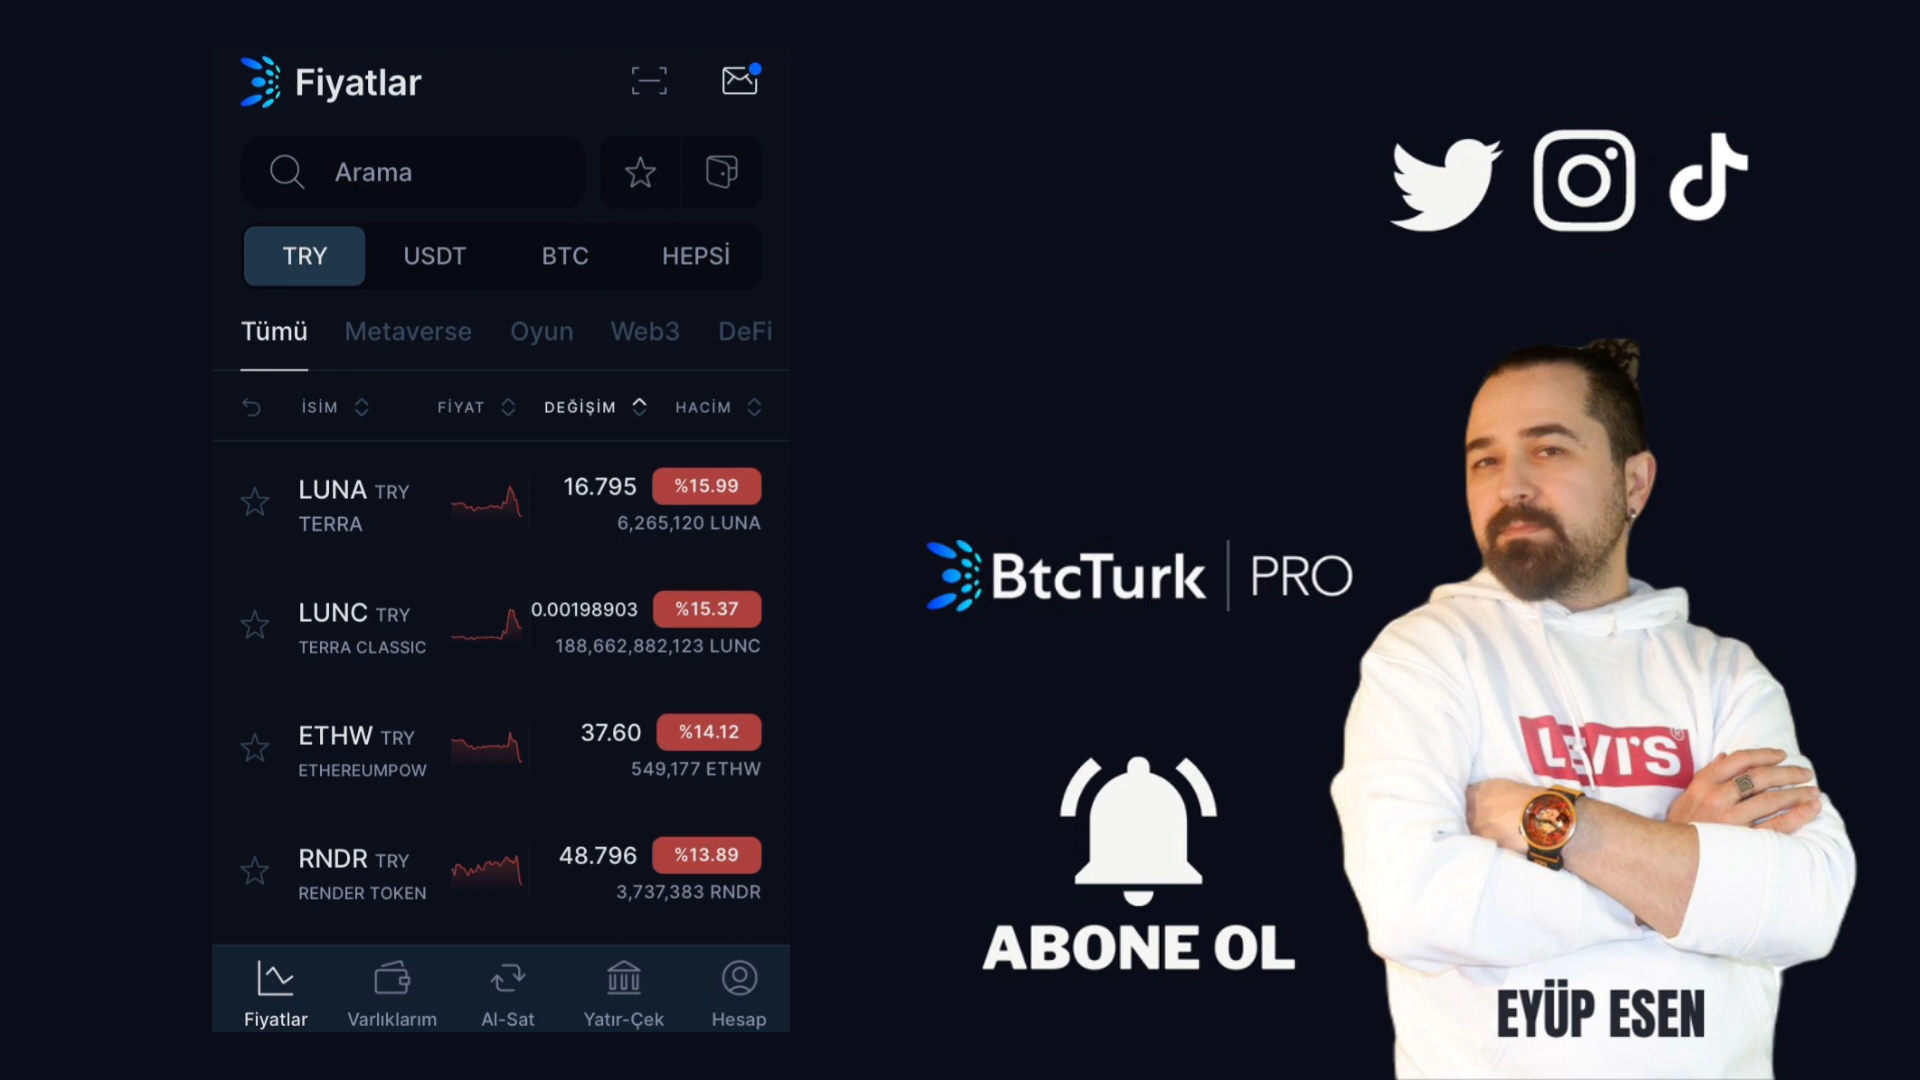 Fiyatlar
Arama
TRY USDT BTC HEPSİ
Tümü Metaverse Oyun Web3 DeFi
İSİM FİYAT DEĞİŞİM HACİM
LUNA TRY 16.795 %15.99
TERRA 6,265,120 LUNA
LUNC TRY 0.00198903 %15.37
TERRA CLASSIC 188,662,882,123 LUNC
ETHW TRY 37.60 %14.12
ETHEREUMPOW 549,177 ETHW
RNDR TRY 48.796 %13.89
RENDER TOKEN 3,737,383 RNDR
Fiyatlar Varlıklarım Al-Sat Yatır-Çek Hesap
BtcTurk | PRO
ABONE OL
LEVI'S®
EYÜP ESEN